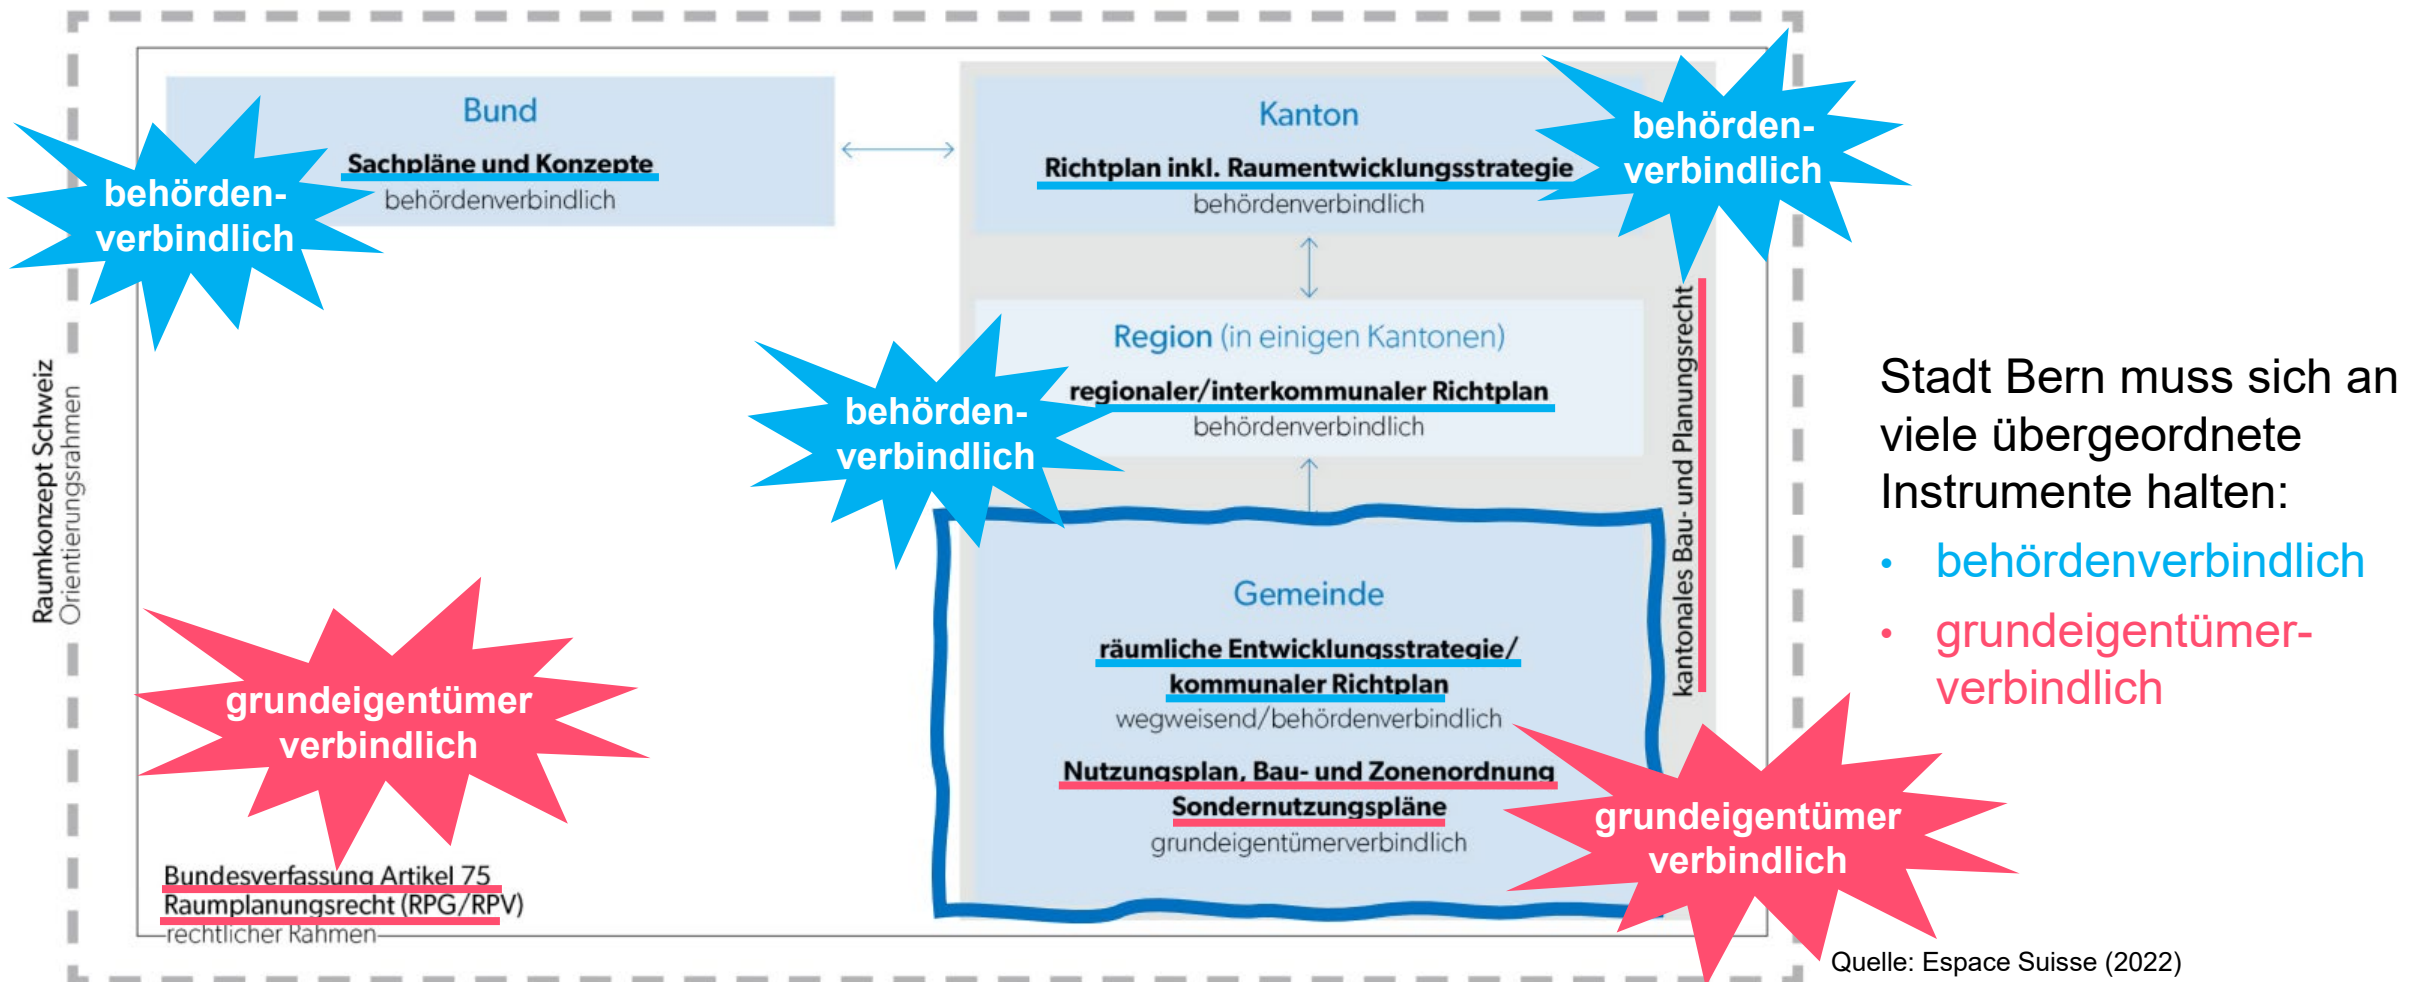 Bund
Sachpläne und Konzepte
behördenverbindlich
behörden-
verbindlich
Kanton
Richtplan inkl. Raumentwicklungsstrategie
behördenverbindlich
behörden-
verbindlich
Region (in einigen Kantonen)
regionaler/interkommunaler Richtplan
behördenverbindlich
behörden-
verbindlich
Gemeinde
räumliche Entwicklungsstrategie/
kommunaler Richtplan
wegweisend/behördenverbindlich
Nutzungsplan, Bau- und Zonenordnung
Sondernutzungspläne
grundeigentümerverbindlich
grundeigentümer
verbindlich
kantonales Bau- und Planungsrecht
Raumkonzept Schweiz
Orientierungsrahmen
grundeigentümer
verbindlich
Bundesverfassung Artikel 75
Raumplanungsrecht (RPG/RPV)
rechtlicher Rahmen
Stadt Bern muss sich an
viele übergeordnete
Instrumente halten:
• behördenverbindlich
• grundeigentümer-
verbindlich
Quelle: Espace Suisse (2022)